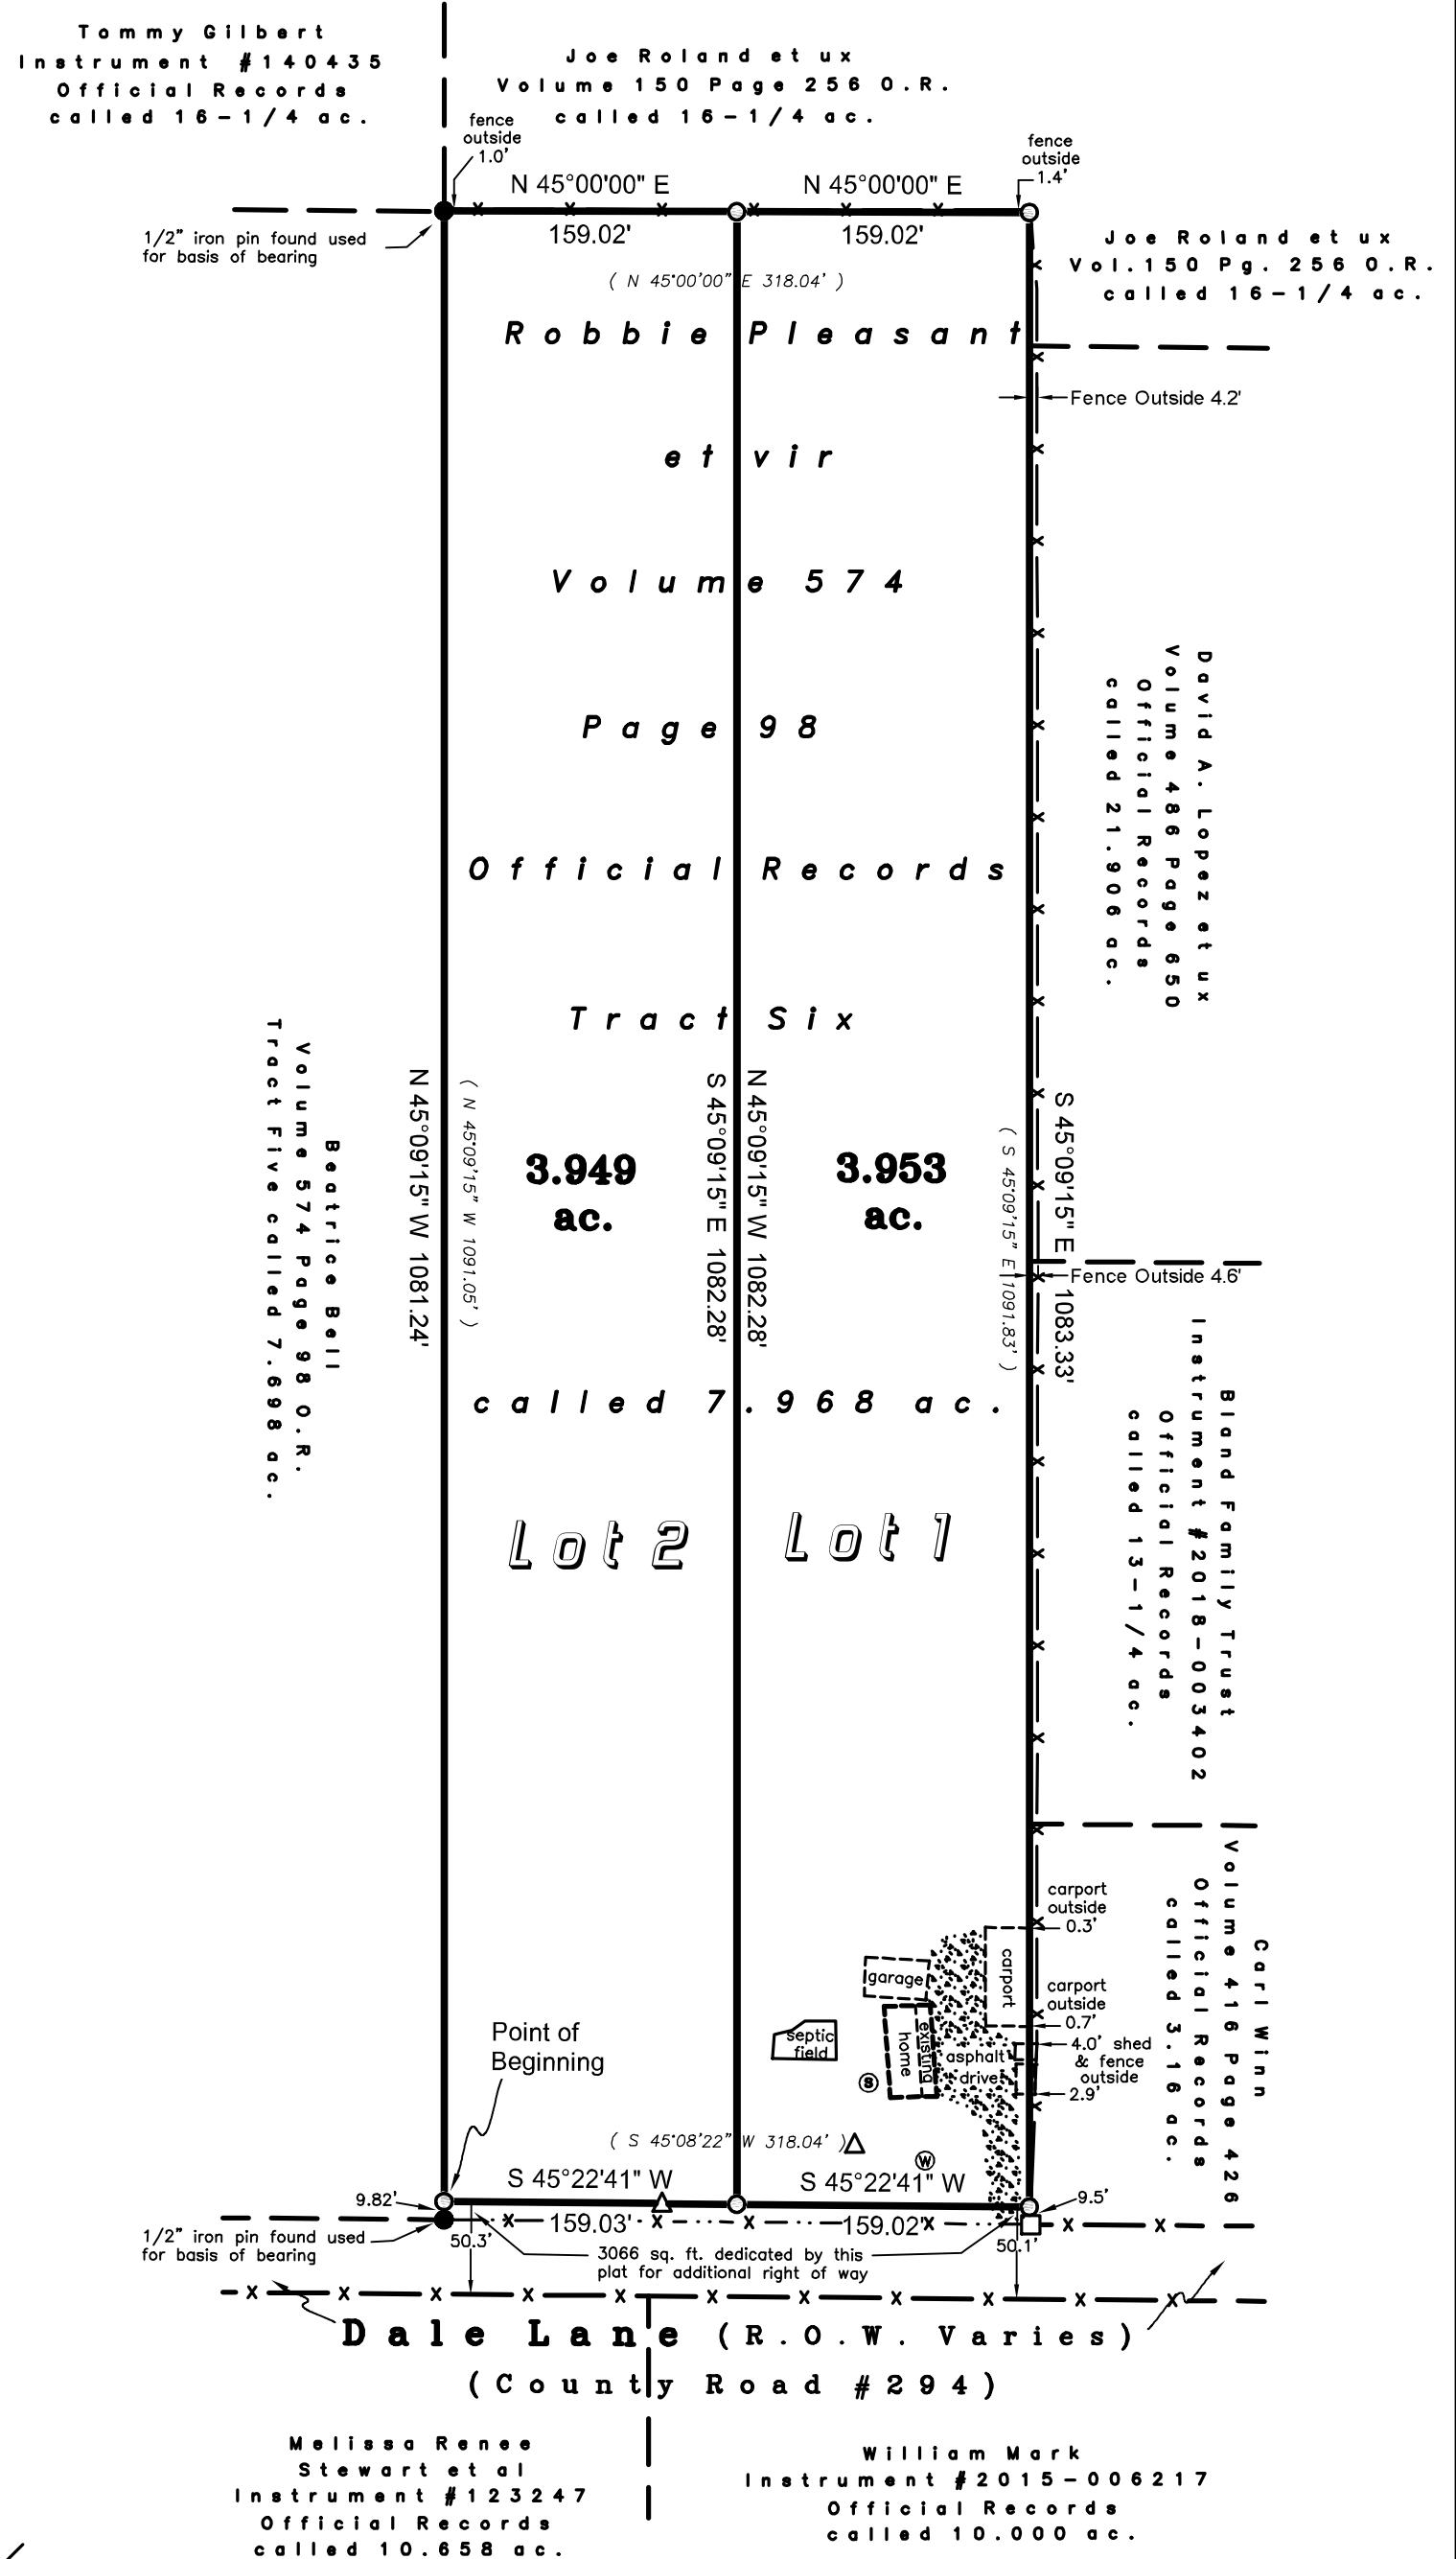 Tommy Gilbert
Instrument #140435
Official Records
called 16-1/4 ac.
Joe Roland et ux
Volume 150 Page 256 O.R.
called 16-1/4 ac.
fence
outside
1.0'
fence
outside
1.4'
N 45°00'00" E
N 45°00'00" E
159.02'
159.02'
1/2" iron pin found used
for basis of bearing
( N 45°00'00" E 318.04' )
Joe Roland et ux
Vol.150 Pg. 256 O.R.
called 16-1/4 ac.
Robbie Pleasant
Fence Outside 4.2'
et vir
Volume 574
Page 98
Official Records
Tract Six
David A. Lopez et ux
Volume 486 Page 650
Official Records
called 21.906 ac.
Beatrice Bell
Volume 574 Page 98 O.R.
Tract Five called 7.698 ac.
N 45°09'15" W 1081.24'
( N 45°09'15" W 1091.05' )
3.949
ac.
S 45°09'15" E 1082.28'
N 45°09'15" W 1082.28'
3.953
ac.
( S 45°09'15" E 1091.83' )
S 45°09'15" E 1083.33'
Fence Outside 4.6'
called 7.968 ac.
Lot 2
Lot 1
Bland Family Trust
Instrument #2018-003402
Official Records
called 13-1/4 ac.
Carl Winn
Volume 416 Page 426
Official Records
called 3.16 ac.
carport
outside
0.3'
garage
carport
carport
outside
0.7'
septic
field
existing
home
asphalt
drive
4.0' shed
& fence
outside
2.9'
S
Point of
Beginning
( S 45°08'22" W 318.04' )
W
S 45°22'41" W
S 45°22'41" W
9.82'
9.5'
159.03'
159.02'
1/2" iron pin found used
for basis of bearing
50.3'
50.1'
3066 sq. ft. dedicated by this
plat for additional right of way
Dale Lane (R.O.W. Varies)
(County Road #294)
Melissa Renee
Stewart et al
Instrument #123247
Official Records
called 10.658 ac.
William Mark
Instrument #2015-006217
Official Records
called 10.000 ac.